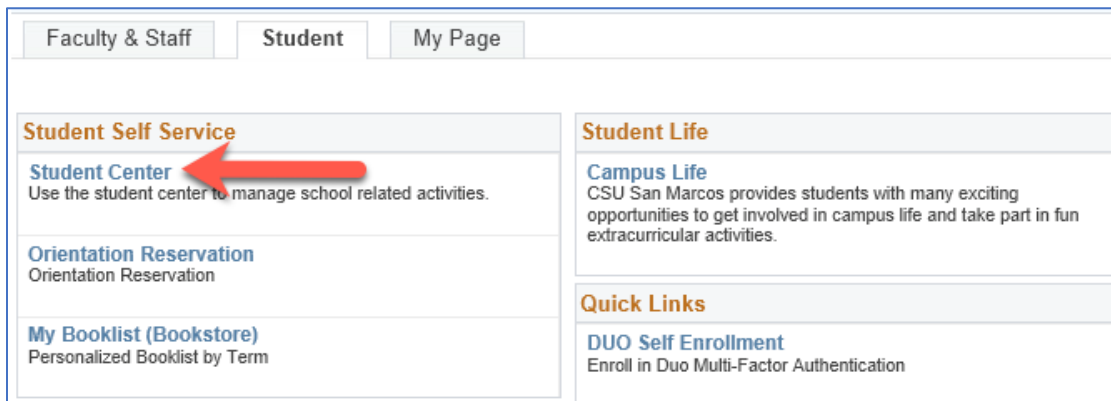 Faculty & Staff
Student
My Page
Student Self Service
Student Center
Use the student center to manage school related activities.
Orientation Reservation
Orientation Reservation
My Booklist (Bookstore)
Personalized Booklist by Term
Student Life
Campus Life
CSU San Marcos provides students with many exciting
opportunities to get involved in campus life and take part in fun
extracurricular activities.
Quick Links
DUO Self Enrollment
Enroll in Duo Multi-Factor Authentication